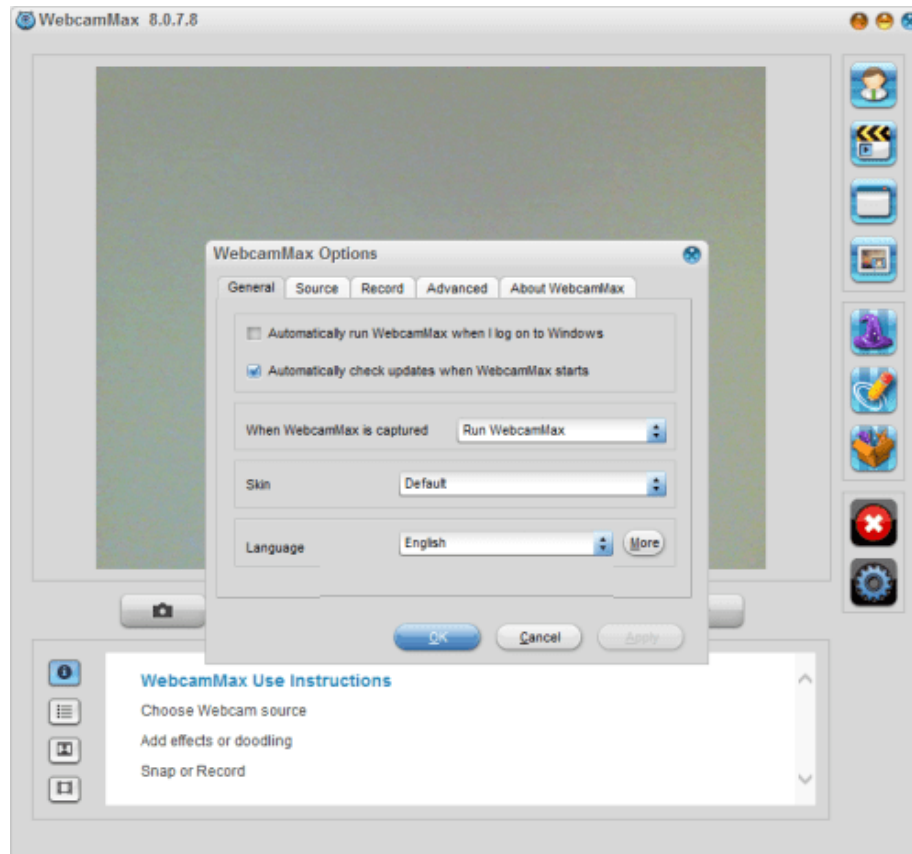 WebcamMax 8.0.7.8
WebcamMax Options
General Source Record Advanced About WebcamMax
Automatically run WebcamMax when I log on to Windows
Automatically check updates when WebcamMax starts
When WebcamMax is captured Run WebcamMax
Skin Default
Language English More
OK Cancel Apply
WebcamMax Use Instructions
Choose Webcam source
Add effects or doodling
Snap or Record